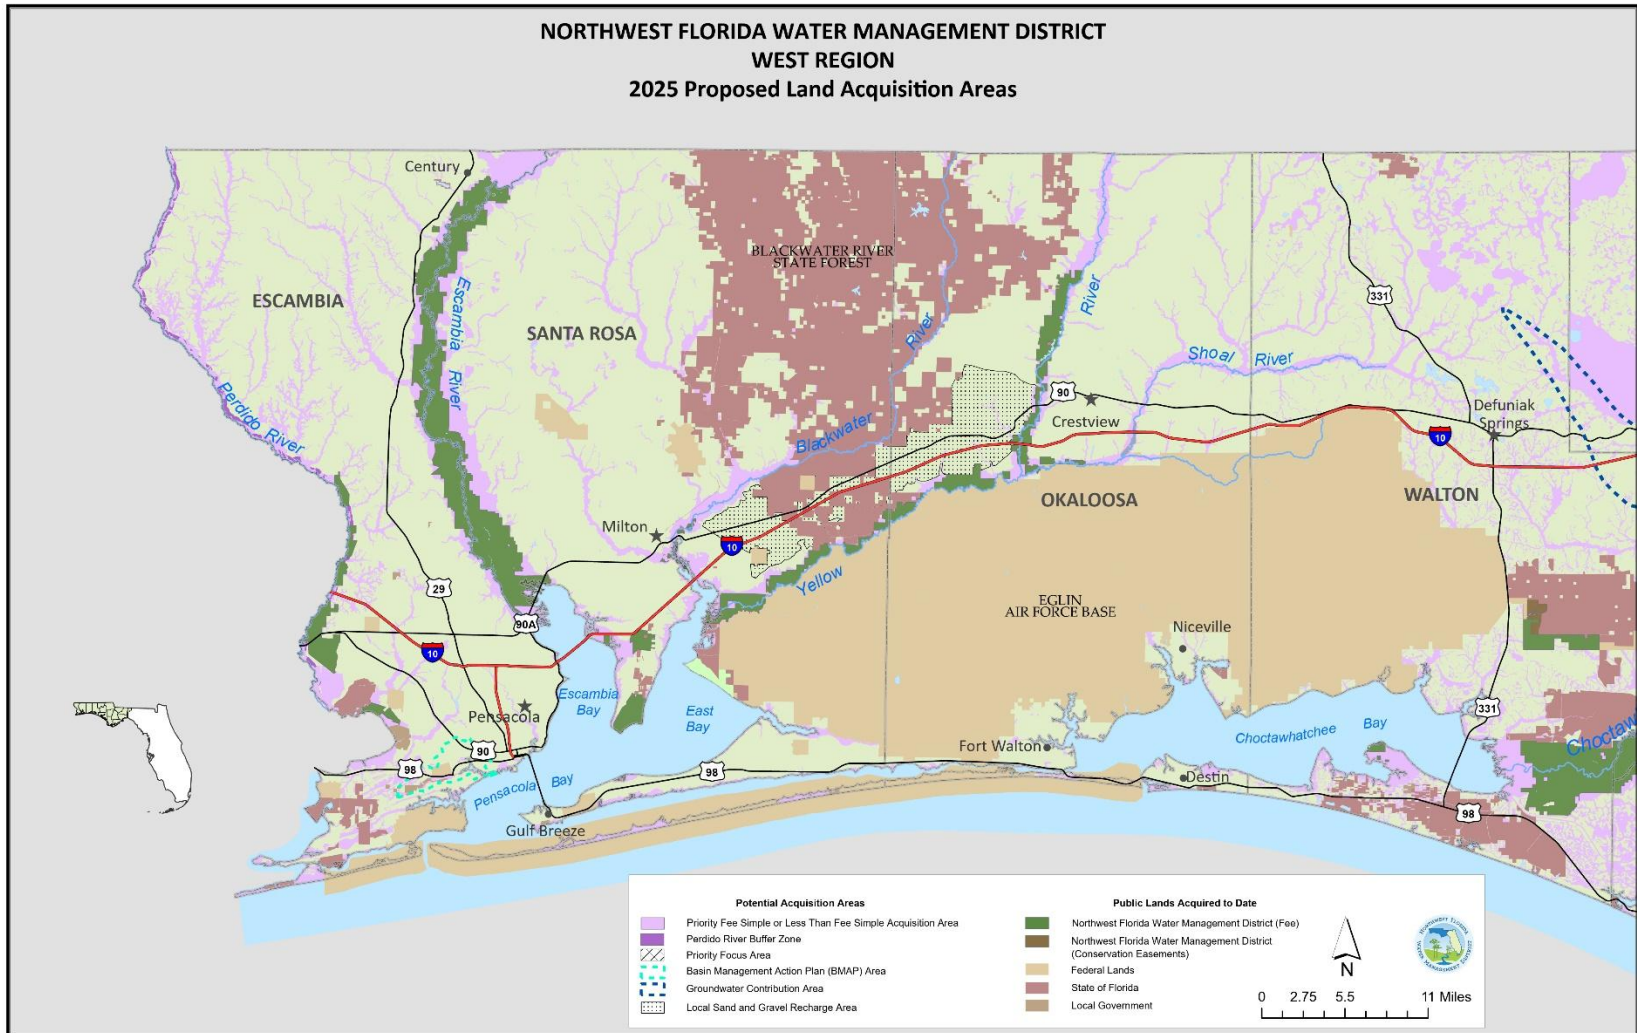 NORTHWEST FLORIDA WATER MANAGEMENT DISTRICT
WEST REGION
2025 Proposed Land Acquisition Areas
Century
BLACKWATER RIVER
STATE FOREST
ESCAMBIA
Escambia River
SANTA ROSA
River
River
331
Shoal River
Perdido River
90
Crestview
Defuniak
Springs
Blackwater
10
OKALOOSA
WALTON
Milton
10
Yellow
29
90A
EGLIN
AIR FORCE BASE
Niceville
10
Escambia
Bay
East
Bay
Pensacola
331
Choctawhatchee Bay
Choctaw
Fort Walton
90
98
98
Destin
Pensacola Bay
98
Gulf Breeze
Potential Acquisition Areas
Priority Fee Simple or Less Than Fee Simple Acquisition Area
Perdido River Buffer Zone
Priority Focus Area
Basin Management Action Plan (BMAP) Area
Groundwater Contribution Area
Local Sand and Gravel Recharge Area
Public Lands Acquired to Date
Northwest Florida Water Management District (Fee)
Northwest Florida Water Management District
(Conservation Easements)
Federal Lands
State of Florida
Local Government
N
NORTHWEST FLORIDA
WATER MANAGEMENT DISTRICT
0 2.75 5.5 11 Miles